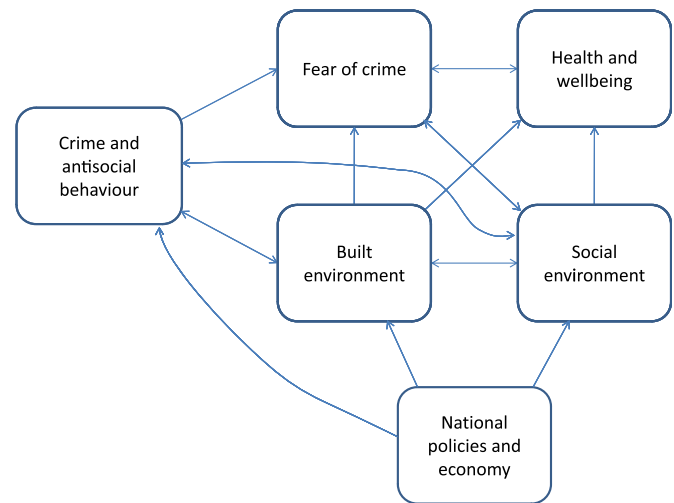 Fear of crime
Health and
wellbeing
Crime and
antisocial
behaviour
Built
environment
Social
environment
National
policies and
economy